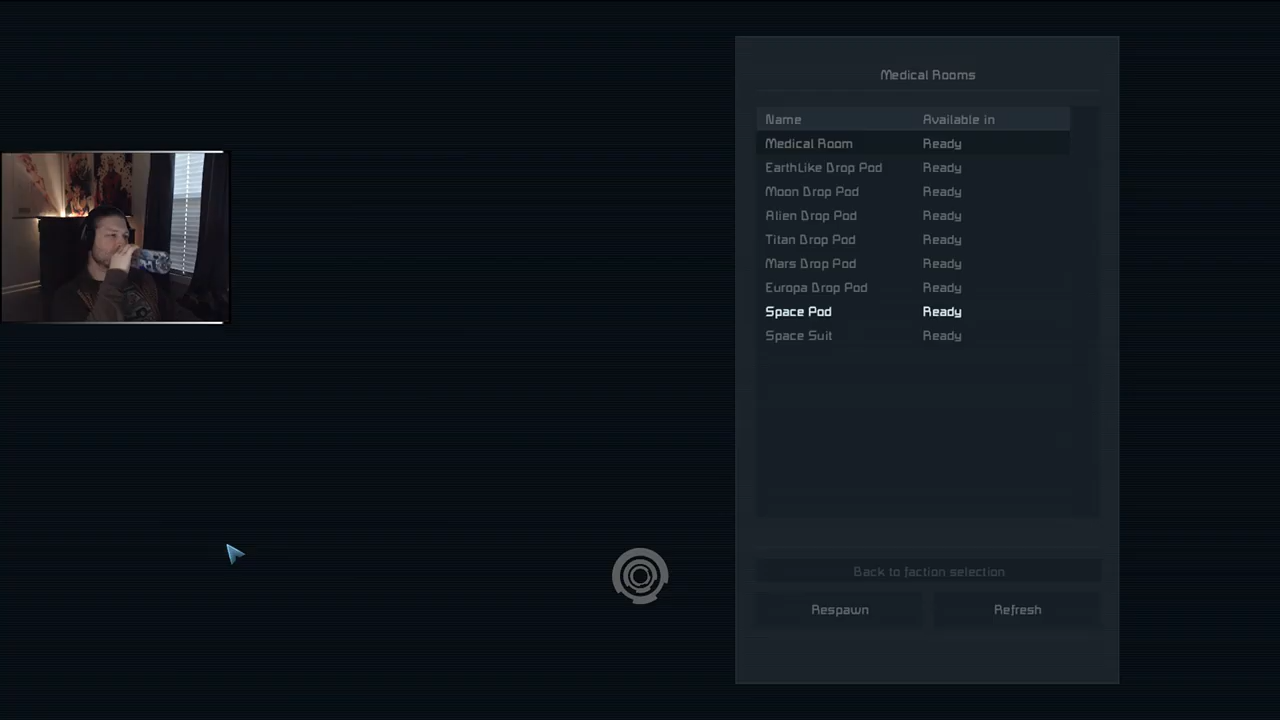 Medical Rooms
Name Available in
Medical Room Ready
EarthLike Drop Pod Ready
Moon Drop Pod Ready
Alien Drop Pod Ready
Titan Drop Pod Ready
Mars Drop Pod Ready
Europa Drop Pod Ready
Space Pod Ready
Space Suit Ready
Back to faction selection
Respawn Refresh